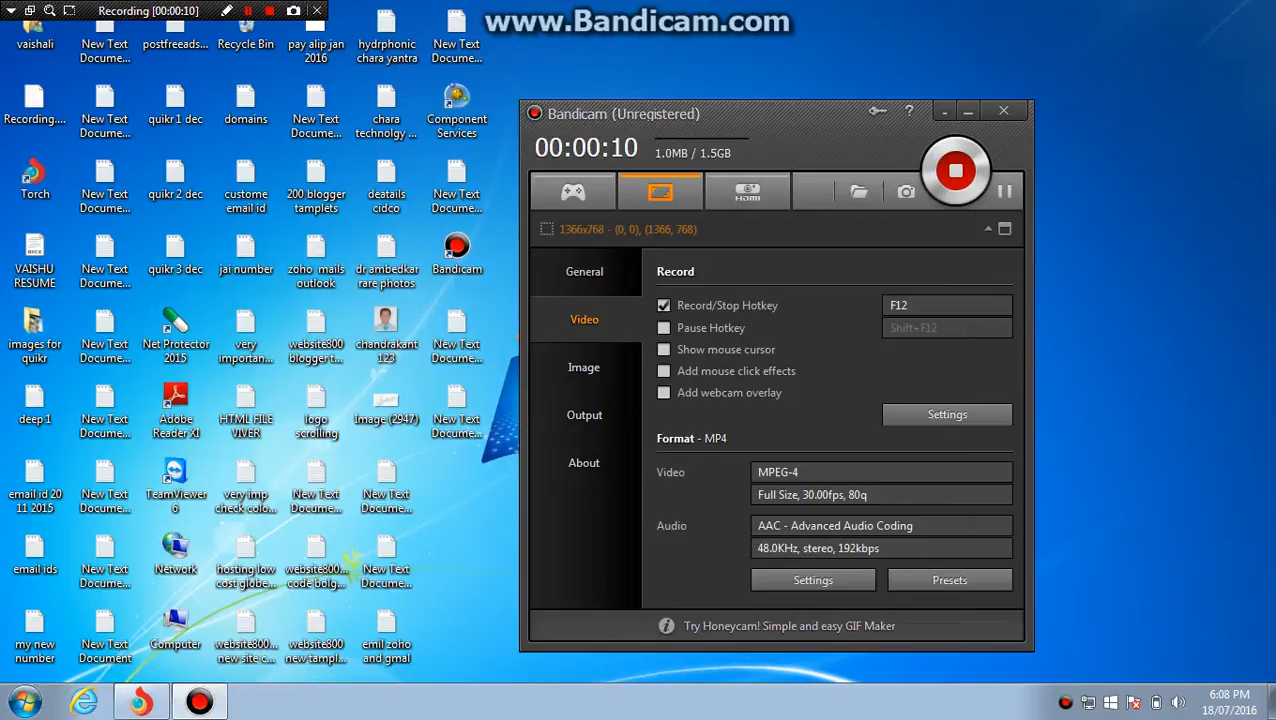 Recording [00:00:10]
www.Bandicam.com
vaishali
New Text
Docume...
postfreeads...
Recycle Bin
pay alip jan
2016
hydrphonic
chara yantra
New Text
Docume...
Recording....
New Text
Docume...
quikr 1 dec
domains
New Text
Docume...
chara
technolgy ...
Component
Services
Torch
New Text
Docume...
quikr 2 dec
custome
email id
200 blogger
tamplets
deatails
cidco
New Text
Docume...
VAISHU
RESUME
New Text
Docume...
quikr 3 dec
jai number
zoho mails
outlook
dr ambedkar
rare photos
Bandicam
images for
quikr
New Text
Docume...
Net Protector
2015
very
importan...
website800
blogger t...
chandrakant
123
New Text
Docume...
deep 1
New Text
Docume...
Adobe
Reader XI
HTML FILE
VIVER
logo
scrolling
Image (2947)
New Text
Docume...
email id 20
11 2015
New Text
Docume...
TeamViewer
6
very imp
check colo...
New Text
Docume...
New Text
Docume...
email ids
New Text
Docume...
Network
hosting low
cost globe...
website800...
code bolg...
New Text
Docume...
my new
number
New Text
Document
Computer
website800...
new site c...
website800
new tampl...
emil zoho
and gmal
Bandicam (Unregistered)
?
00:00:10
1.0MB / 1.5GB
HDMI
1366x768 - (0, 0), (1366, 768)
General
Video
Image
Output
About
Record
Record/Stop Hotkey
F12
Pause Hotkey
Shift+F12
Show mouse cursor
Add mouse click effects
Add webcam overlay
Settings
Format - MP4
Video
MPEG-4
Full Size, 30.00fps, 80q
Audio
AAC - Advanced Audio Coding
48.0KHz, stereo, 192kbps
Settings
Presets
Try Honeycam! Simple and easy GIF Maker
6:08 PM
18/07/2016